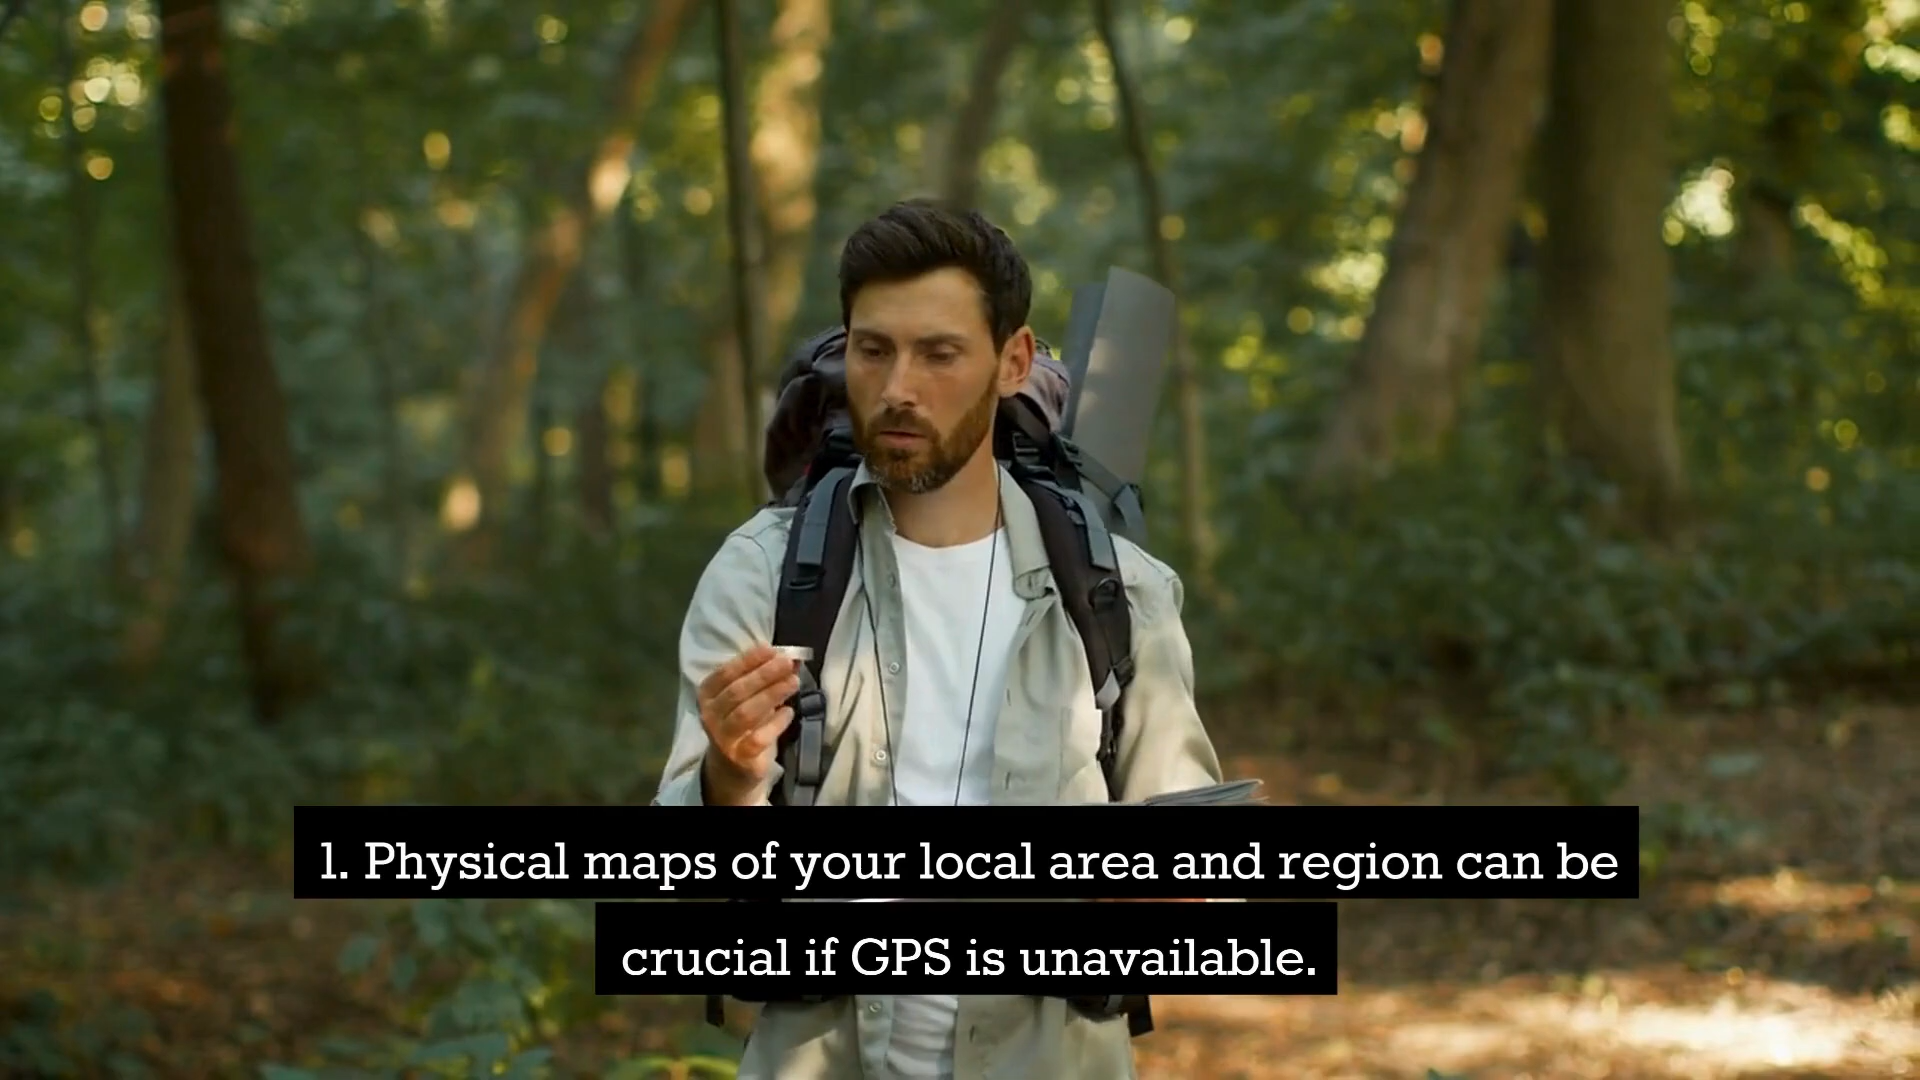 1. Physical maps of your local area and region can be
crucial if GPS is unavailable.